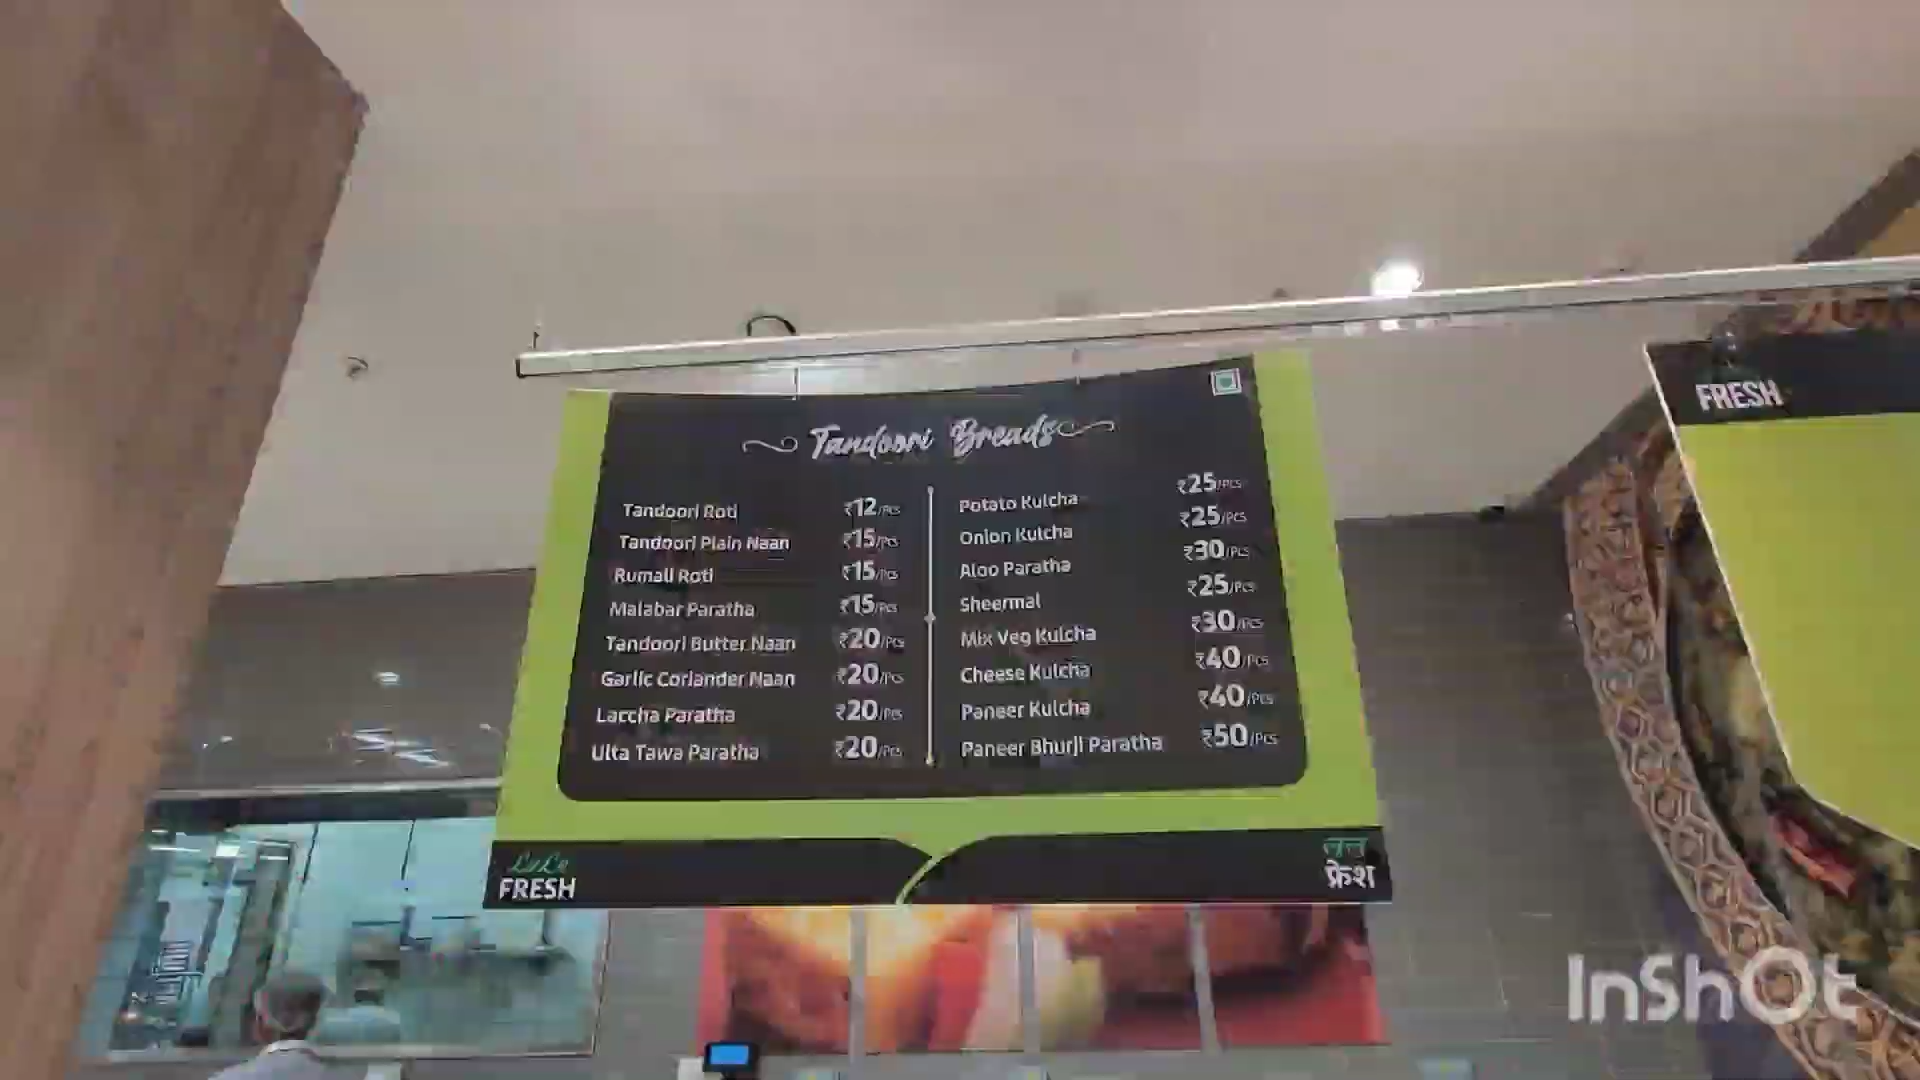 Tandoori Breads
Tandoori Roti ₹12/Pcs
Tandoori Plain Naan ₹15/Pcs
Rumali Roti ₹15/Pcs
Malabar Paratha ₹15/Pcs
Tandoori Butter Naan ₹20/Pcs
Garlic Coriander Naan ₹20/Pcs
Laccha Paratha ₹20/Pcs
Ulta Tawa Paratha ₹20/Pcs
Potato Kulcha ₹25/Pcs
Onion Kulcha ₹25/Pcs
Aloo Paratha ₹30/Pcs
Sheermal ₹25/Pcs
Mix Veg Kulcha ₹30/Pcs
Cheese Kulcha ₹40/Pcs
Paneer Kulcha ₹40/Pcs
Paneer Bhurji Paratha ₹50/Pcs
LuLu
FRESH
लुलु
फ्रेश
FRESH
InShOt